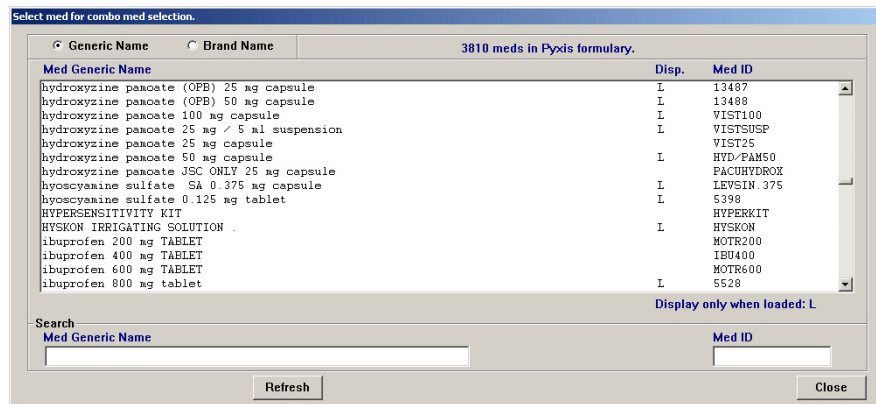 Select med for combo med selection.
Generic Name Brand Name 3810 meds in Pyxis formulary.
Med Generic Name Disp. Med ID
hydroxyzine pamoate (OPB) 25 mg capsule L 13487
hydroxyzine pamoate (OPB) 50 mg capsule L 13488
hydroxyzine pamoate 100 mg capsule L VIST100
hydroxyzine pamoate 25 mg / 5 ml suspension L VISTSUSP
hydroxyzine pamoate 25 mg capsule VIST25
hydroxyzine pamoate 50 mg capsule L HYD/PAM50
hydroxyzine pamoate JSC ONLY 25 mg capsule PACUHYDROX
hyoscyamine sulfate SA 0.375 mg capsule L LEVSIN.375
hyoscyamine sulfate 0.125 mg tablet L 5398
HYPERSENSITIVITY KIT HYPERKIT
HYSKON IRRIGATING SOLUTION . L HYSKON
ibuprofen 200 mg TABLET MOTR200
ibuprofen 400 mg TABLET IBU400
ibuprofen 600 mg TABLET MOTR600
ibuprofen 800 mg tablet L 5528
Display only when loaded: L
Search
Med Generic Name Med ID
Refresh Close